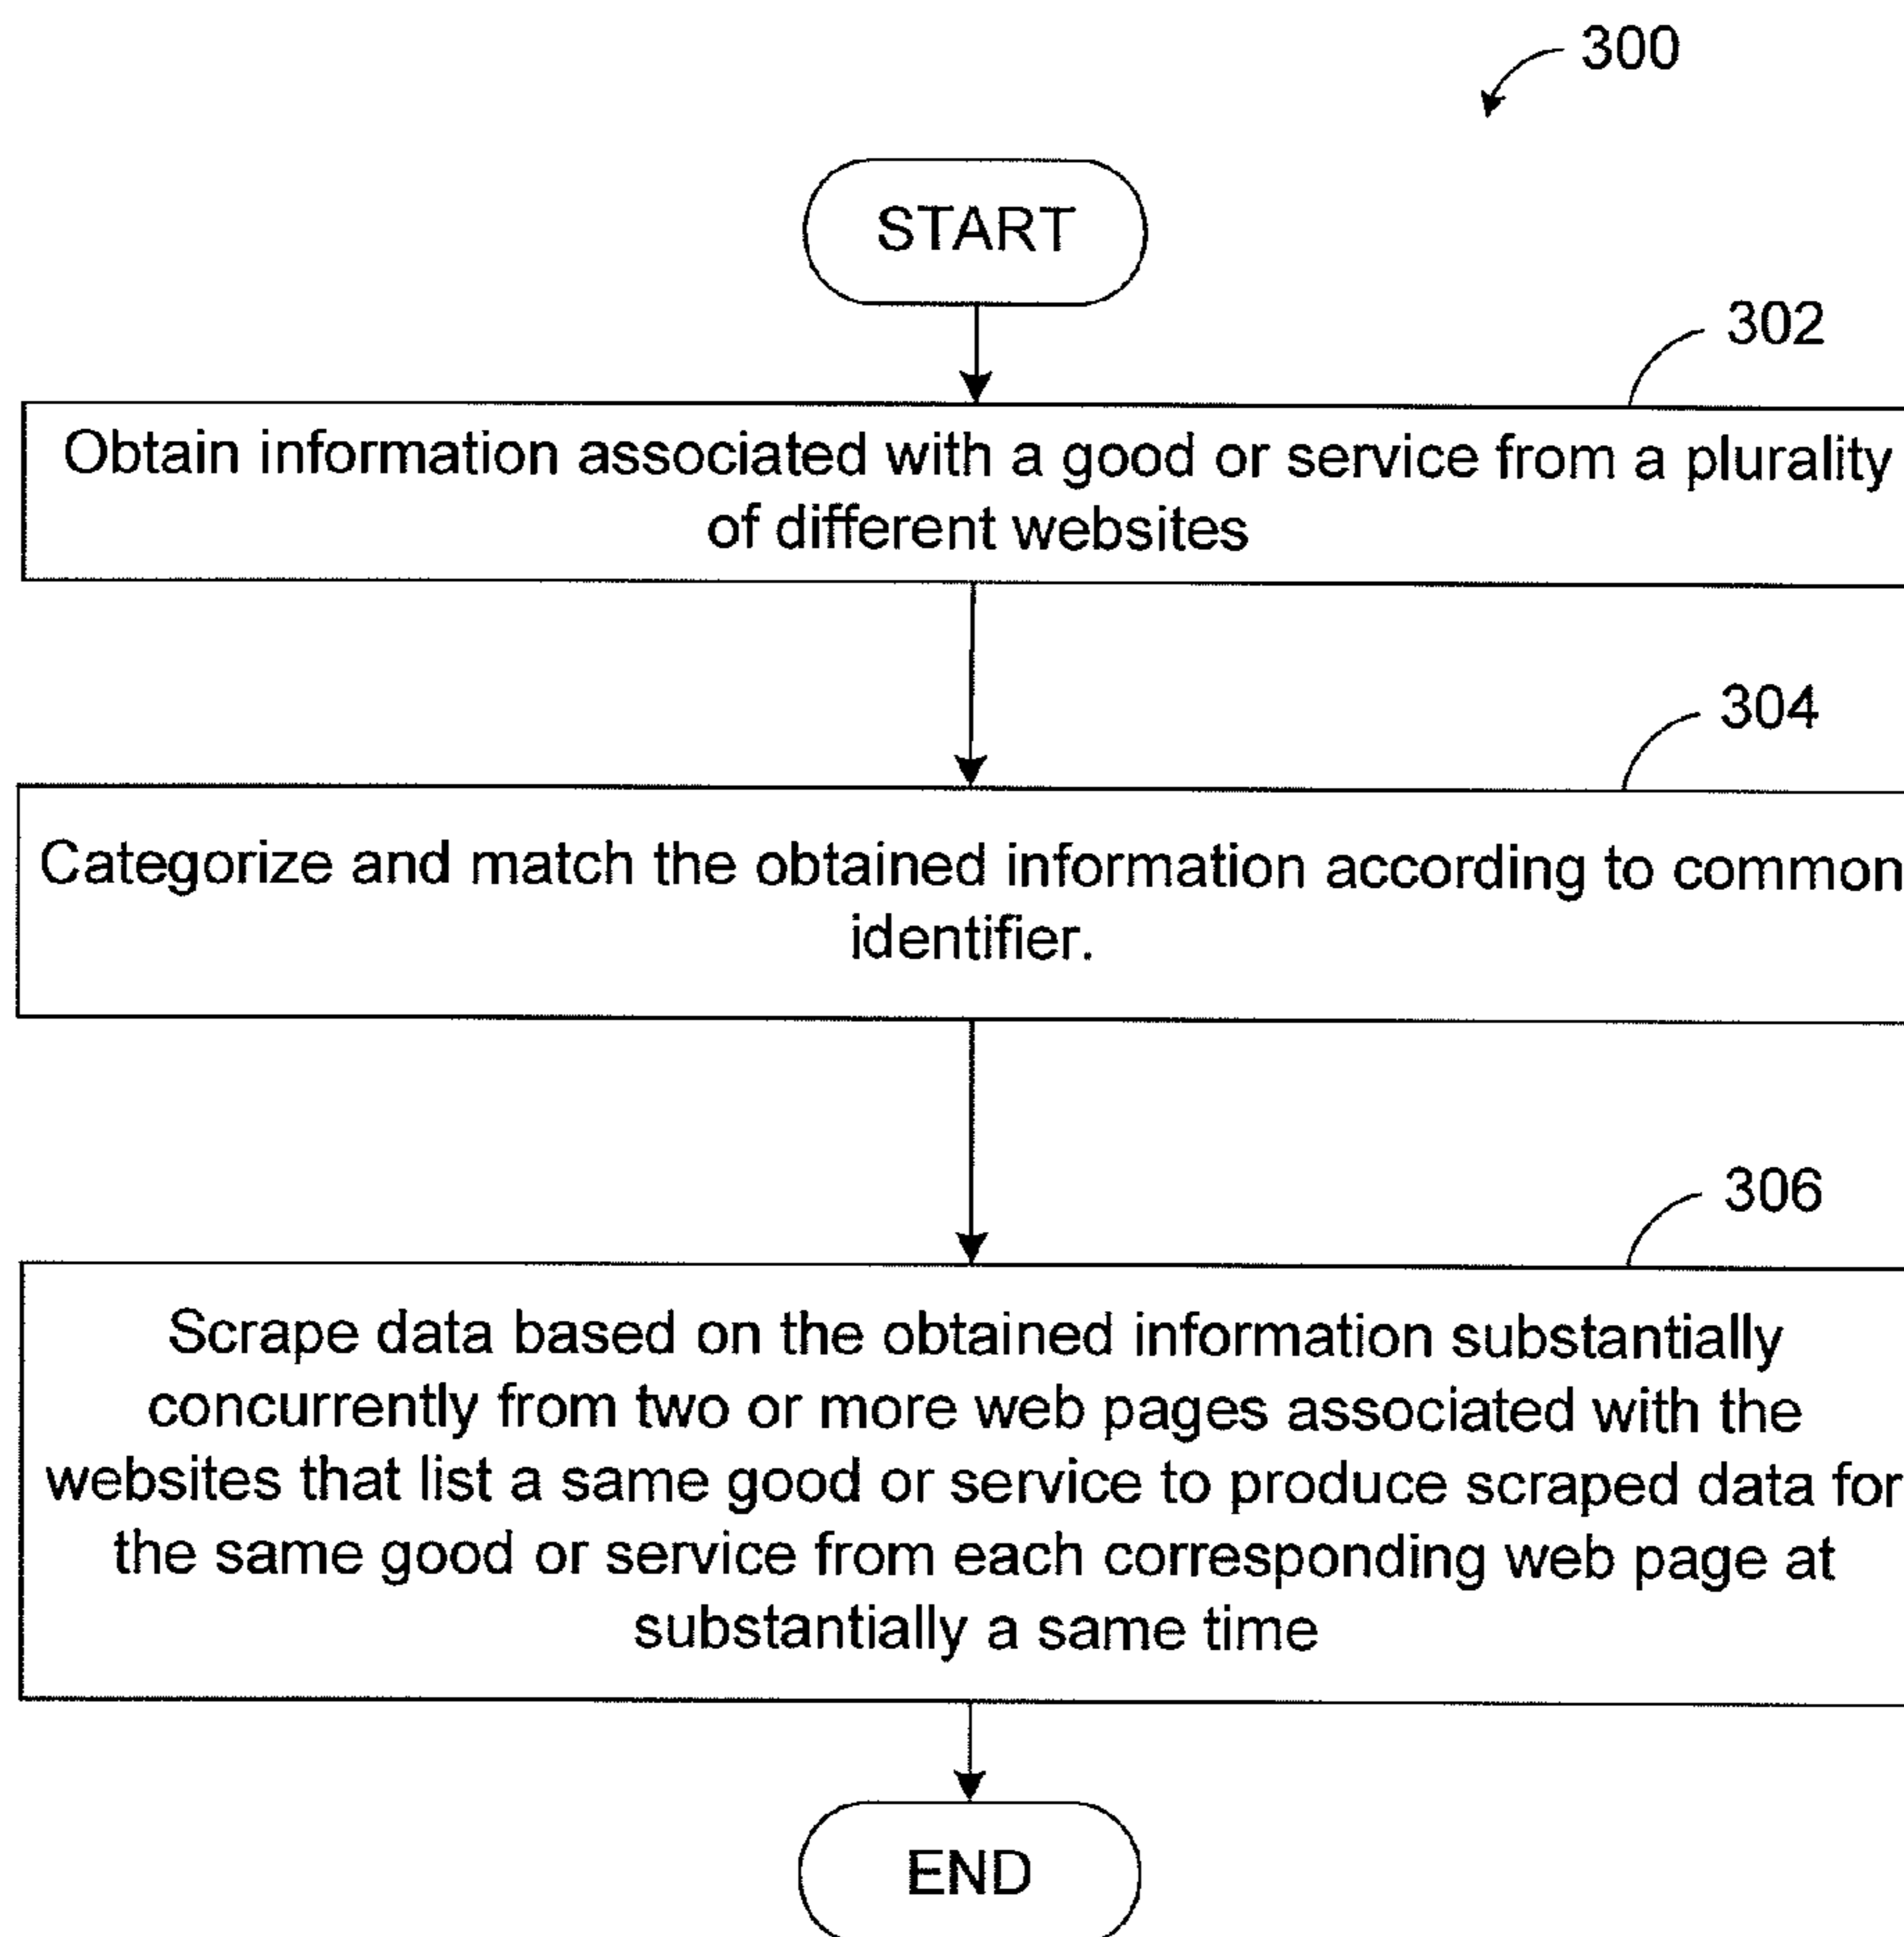 300
START
302
Obtain information associated with a good or service from a plurality
of different websites
304
Categorize and match the obtained information according to common
identifier.
306
Scrape data based on the obtained information substantially
concurrently from two or more web pages associated with the
websites that list a same good or service to produce scraped data for
the same good or service from each corresponding web page at
substantially a same time
END